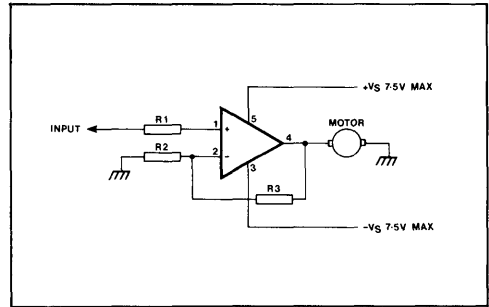 +VS 7·5V MAX
MOTOR
INPUT
R1
1
+
5
4
R2
2
−
3
R3
−VS 7·5V MAX